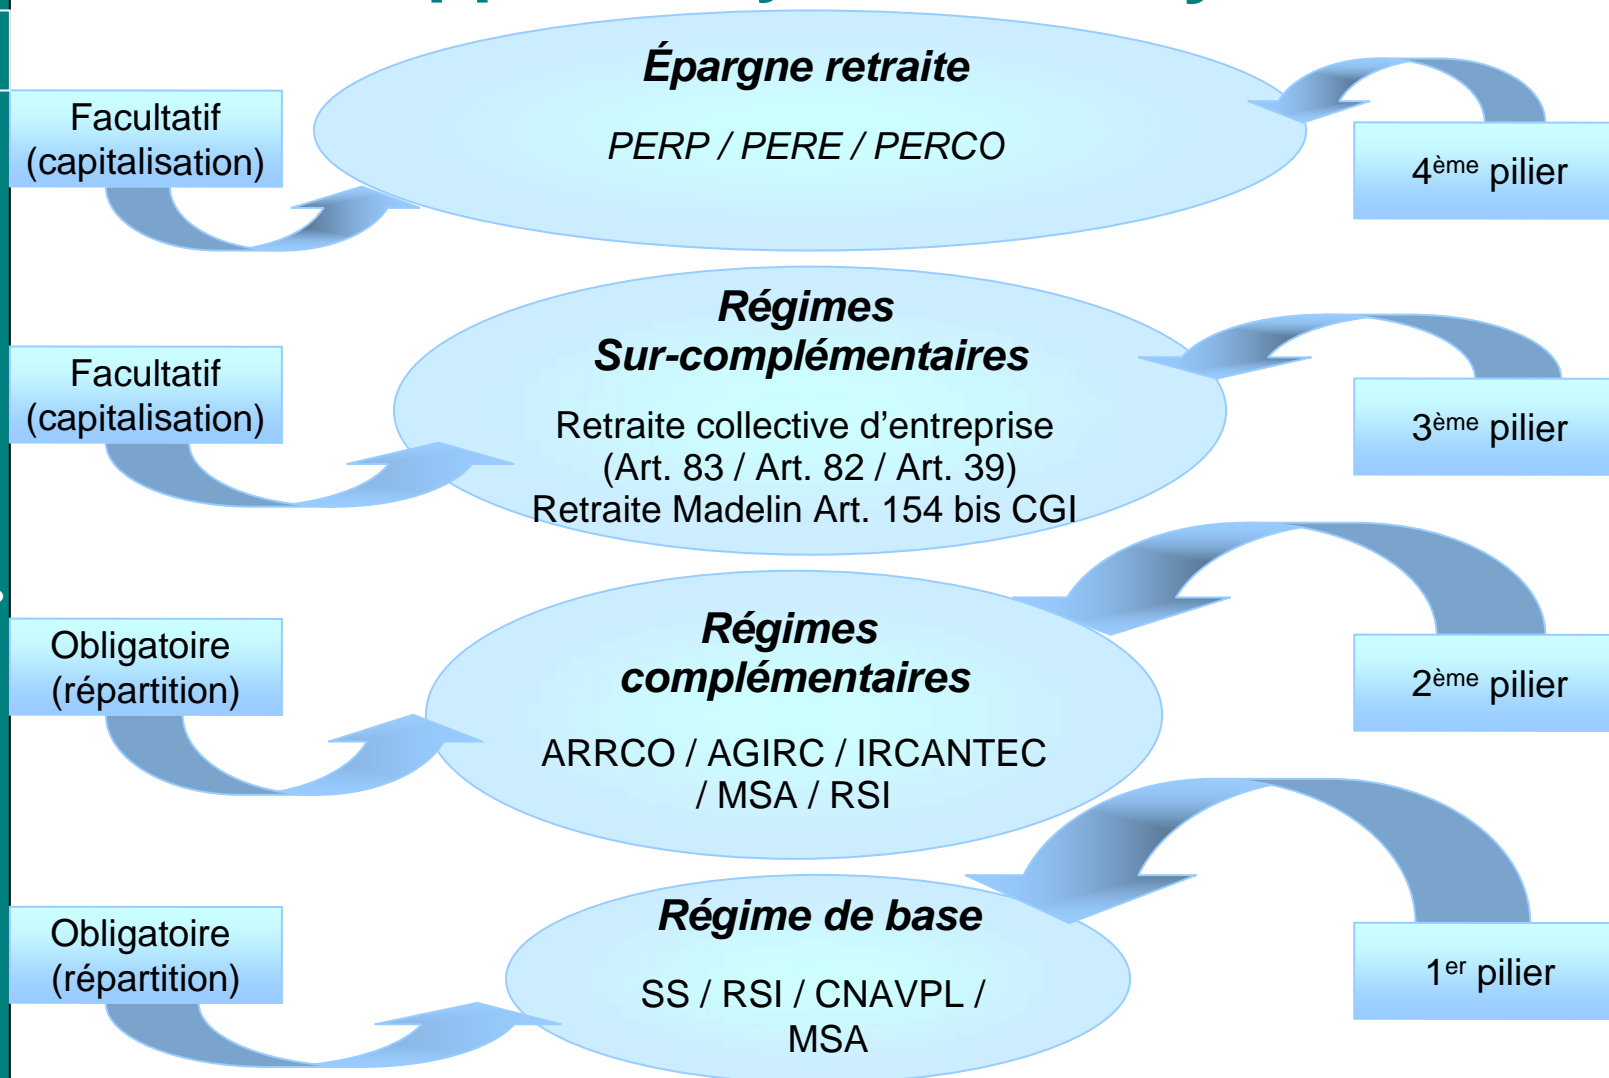 Épargne retraite
Facultatif
(capitalisation)
PERP / PERE / PERCO
4ème pilier
Régimes
Sur-complémentaires
Facultatif
(capitalisation)
Retraite collective d’entreprise
(Art. 83 / Art. 82 / Art. 39)
Retraite Madelin Art. 154 bis CGI
3ème pilier
Régimes
complémentaires
Obligatoire
(répartition)
ARRCO / AGIRC / IRCANTEC
/ MSA / RSI
2ème pilier
Régime de base
Obligatoire
(répartition)
SS / RSI / CNAVPL /
MSA
1er pilier